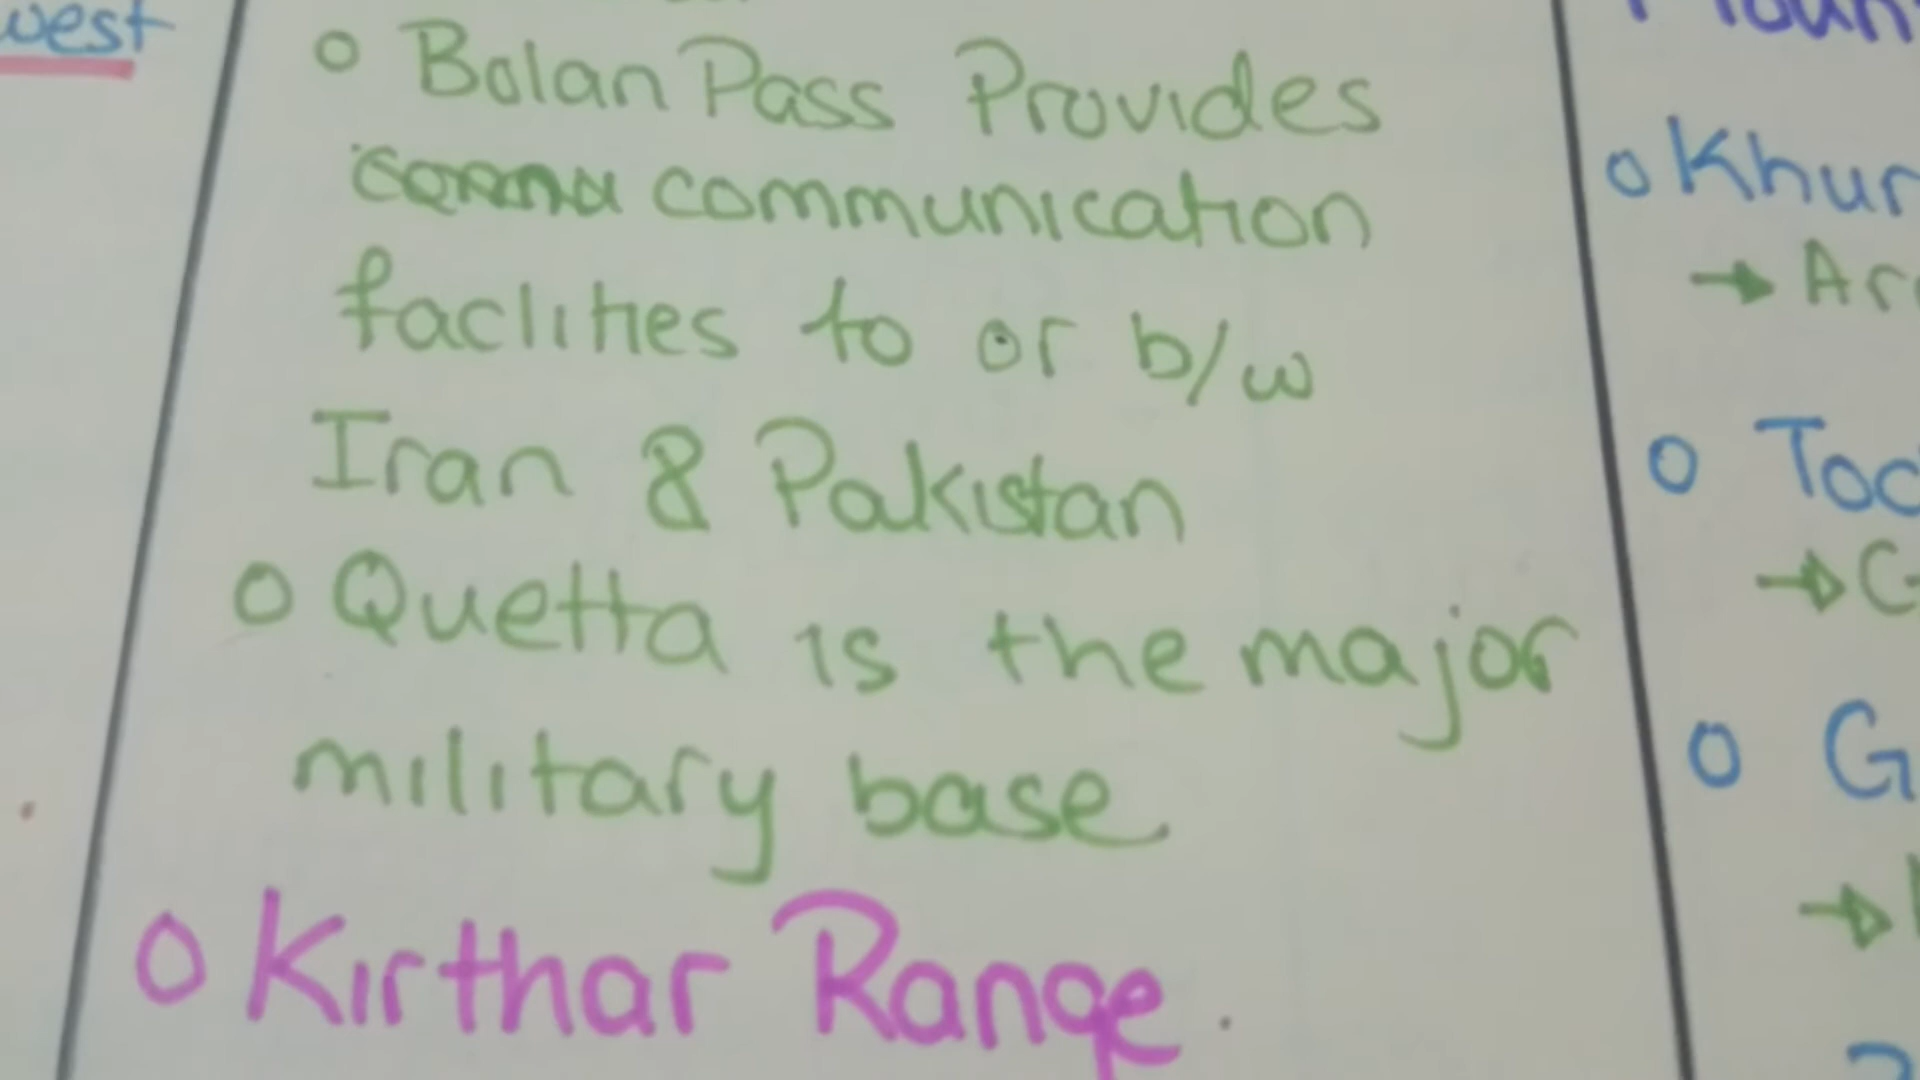 west
o Bolan Pass Provides
communication
faclities to or b/w
Iran & Pakistan
o Quetta is the major
military base
o Kirthar Range.
o Khur
→ Ar
o Toc
→ G
o G